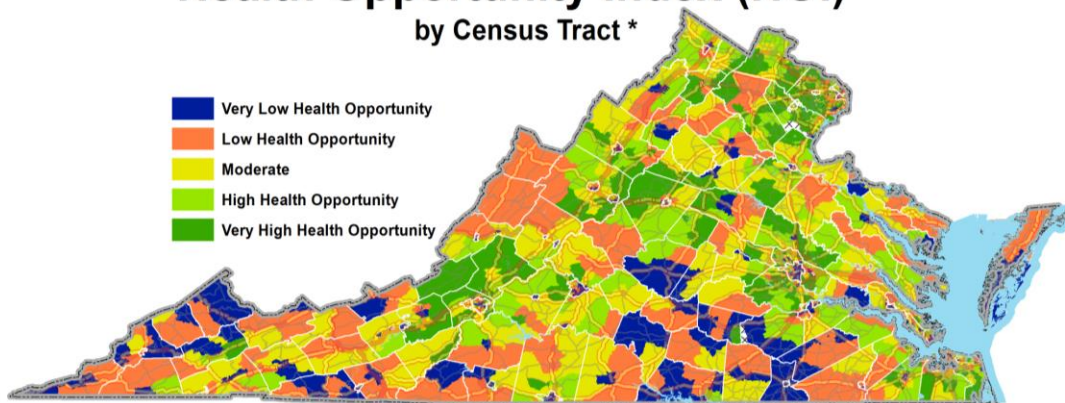 by Census Tract *
Very Low Health Opportunity
Low Health Opportunity
Moderate
High Health Opportunity
Very High Health Opportunity